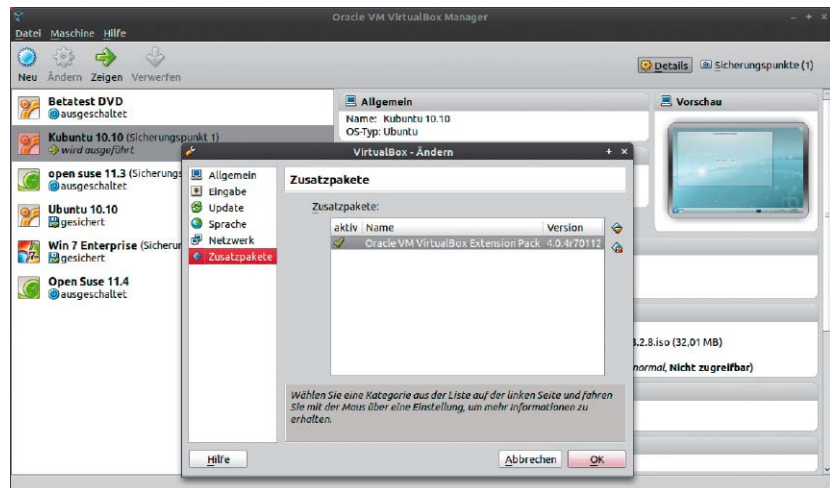 Oracle VM VirtualBox Manager
Datei Maschine Hilfe
Neu Ändern Zeigen Verwerfen
Details Sicherungspunkte (1)
Betatest DVD
ausgeschaltet
Kubuntu 10.10 (Sicherungspunkt 1)
wird ausgeführt
open suse 11.3 (Sicherungs
ausgeschaltet
Ubuntu 10.10
gesichert
Win 7 Enterprise (Sicherun
gesichert
Open Suse 11.4
ausgeschaltet
Allgemein
Name: Kubuntu 10.10
OS-Typ: Ubuntu
Vorschau
VirtualBox - Ändern
Allgemein
Eingabe
Update
Sprache
Netzwerk
Zusatzpakete
Zusatzpakete
Zusatzpakete:
aktiv Name Version
Oracle VM VirtualBox Extension Pack 4.0.4r70112
Wählen Sie eine Kategorie aus der Liste auf der linken Seite und fahren
Sie mit der Maus über eine Einstellung, um mehr Informationen zu
erhalten.
Hilfe Abbrechen OK
.2.8.iso (32,01 MB)
normal, Nicht zugreifbar)